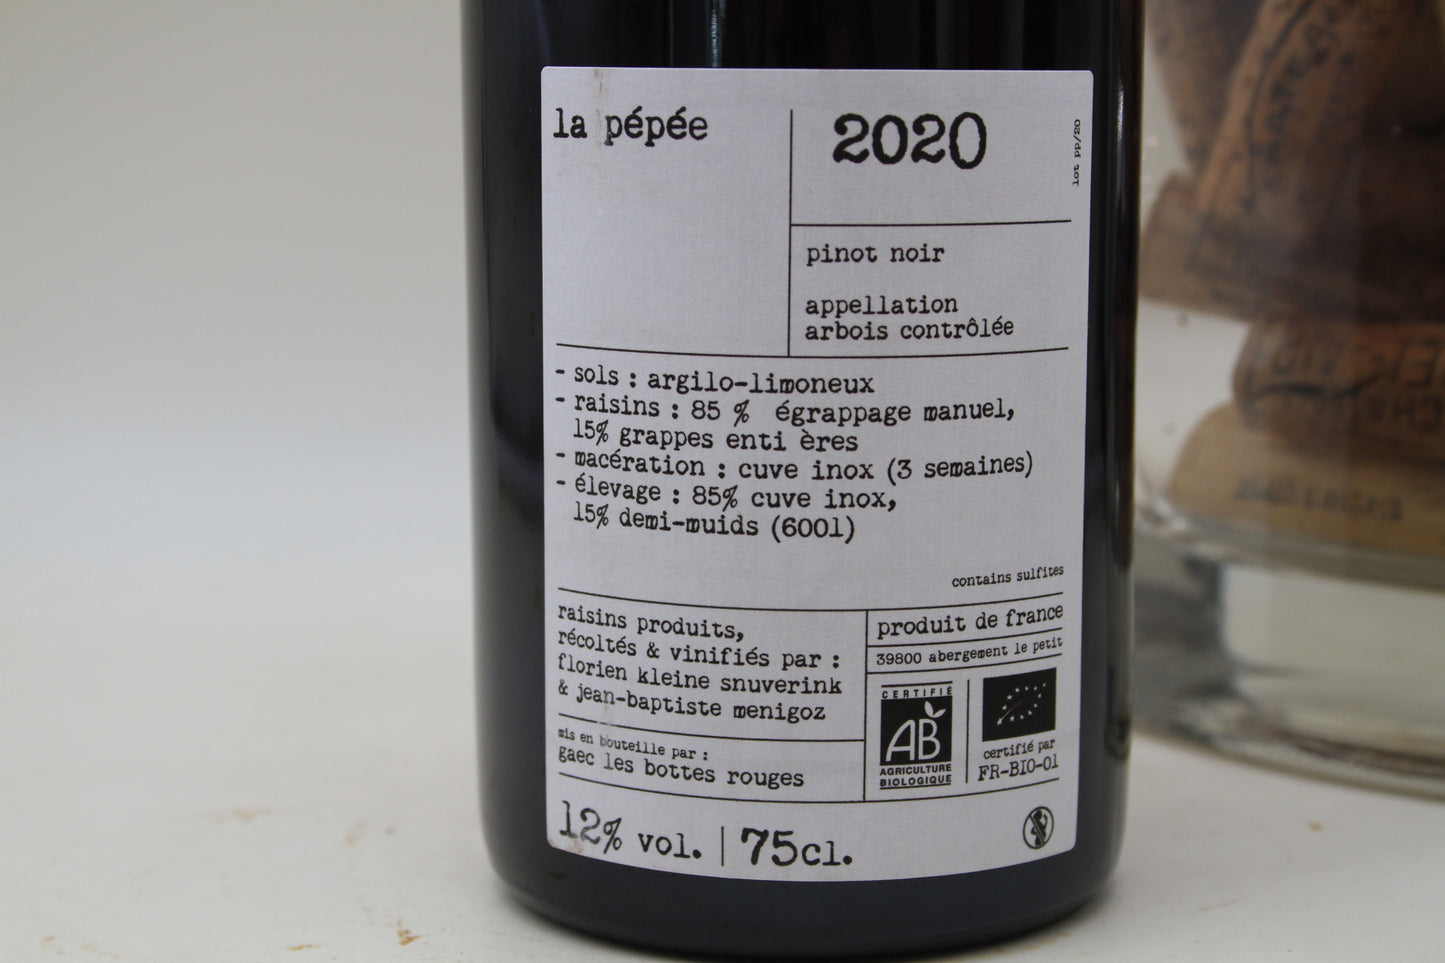 la pépée
2020
lot pp/20
pinot noir
appellation
arbois contrôlée
- sols : argilo-limoneux
- raisins : 85 % égrappage manuel,
15% grappes enti ères
- macération : cuve inox (3 semaines)
- élevage : 85% cuve inox,
15% demi-muids (600l)
contains sulfites
raisins produits,
récoltés & vinifiés par :
florien kleine snuverink
& jean-baptiste menigoz
mis en bouteille par :
gaec les bottes rouges
produit de france
39800 abergement le petit
CERTIFIÉ
AB
AGRICULTURE
BIOLOGIQUE
certifié par
FR-BIO-01
12% vol. | 75cl.